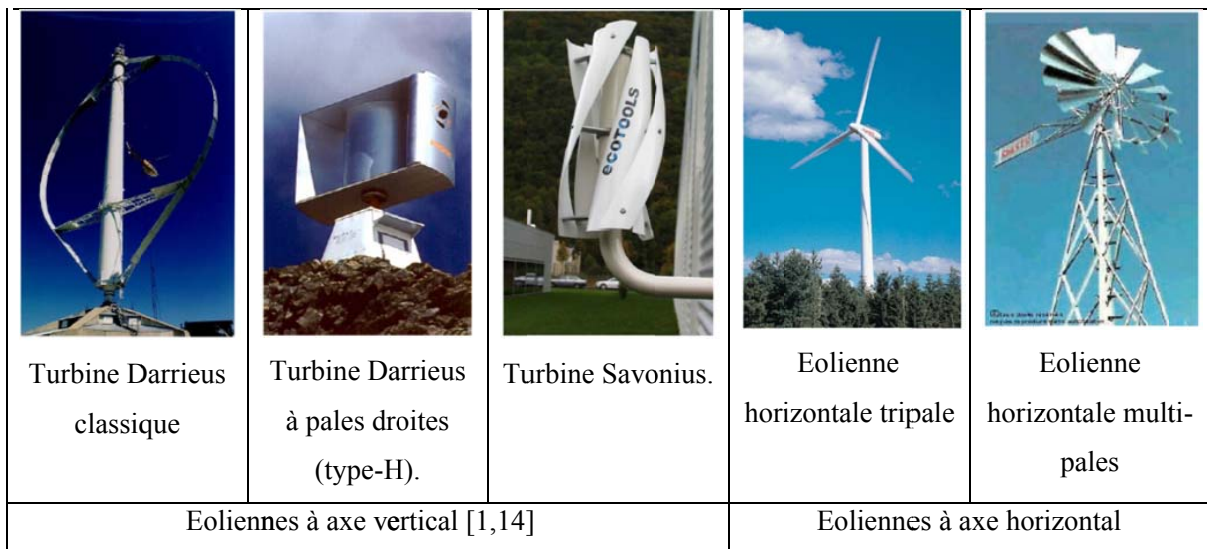 ecoTOOLS
Turbine Darrieus
classique
Turbine Darrieus
à pales droites
(type-H).
Turbine Savonius.
Eolienne
horizontale tripale
Eolienne
horizontale multi-
pales
Eoliennes à axe vertical [1,14]
Eoliennes à axe horizontal